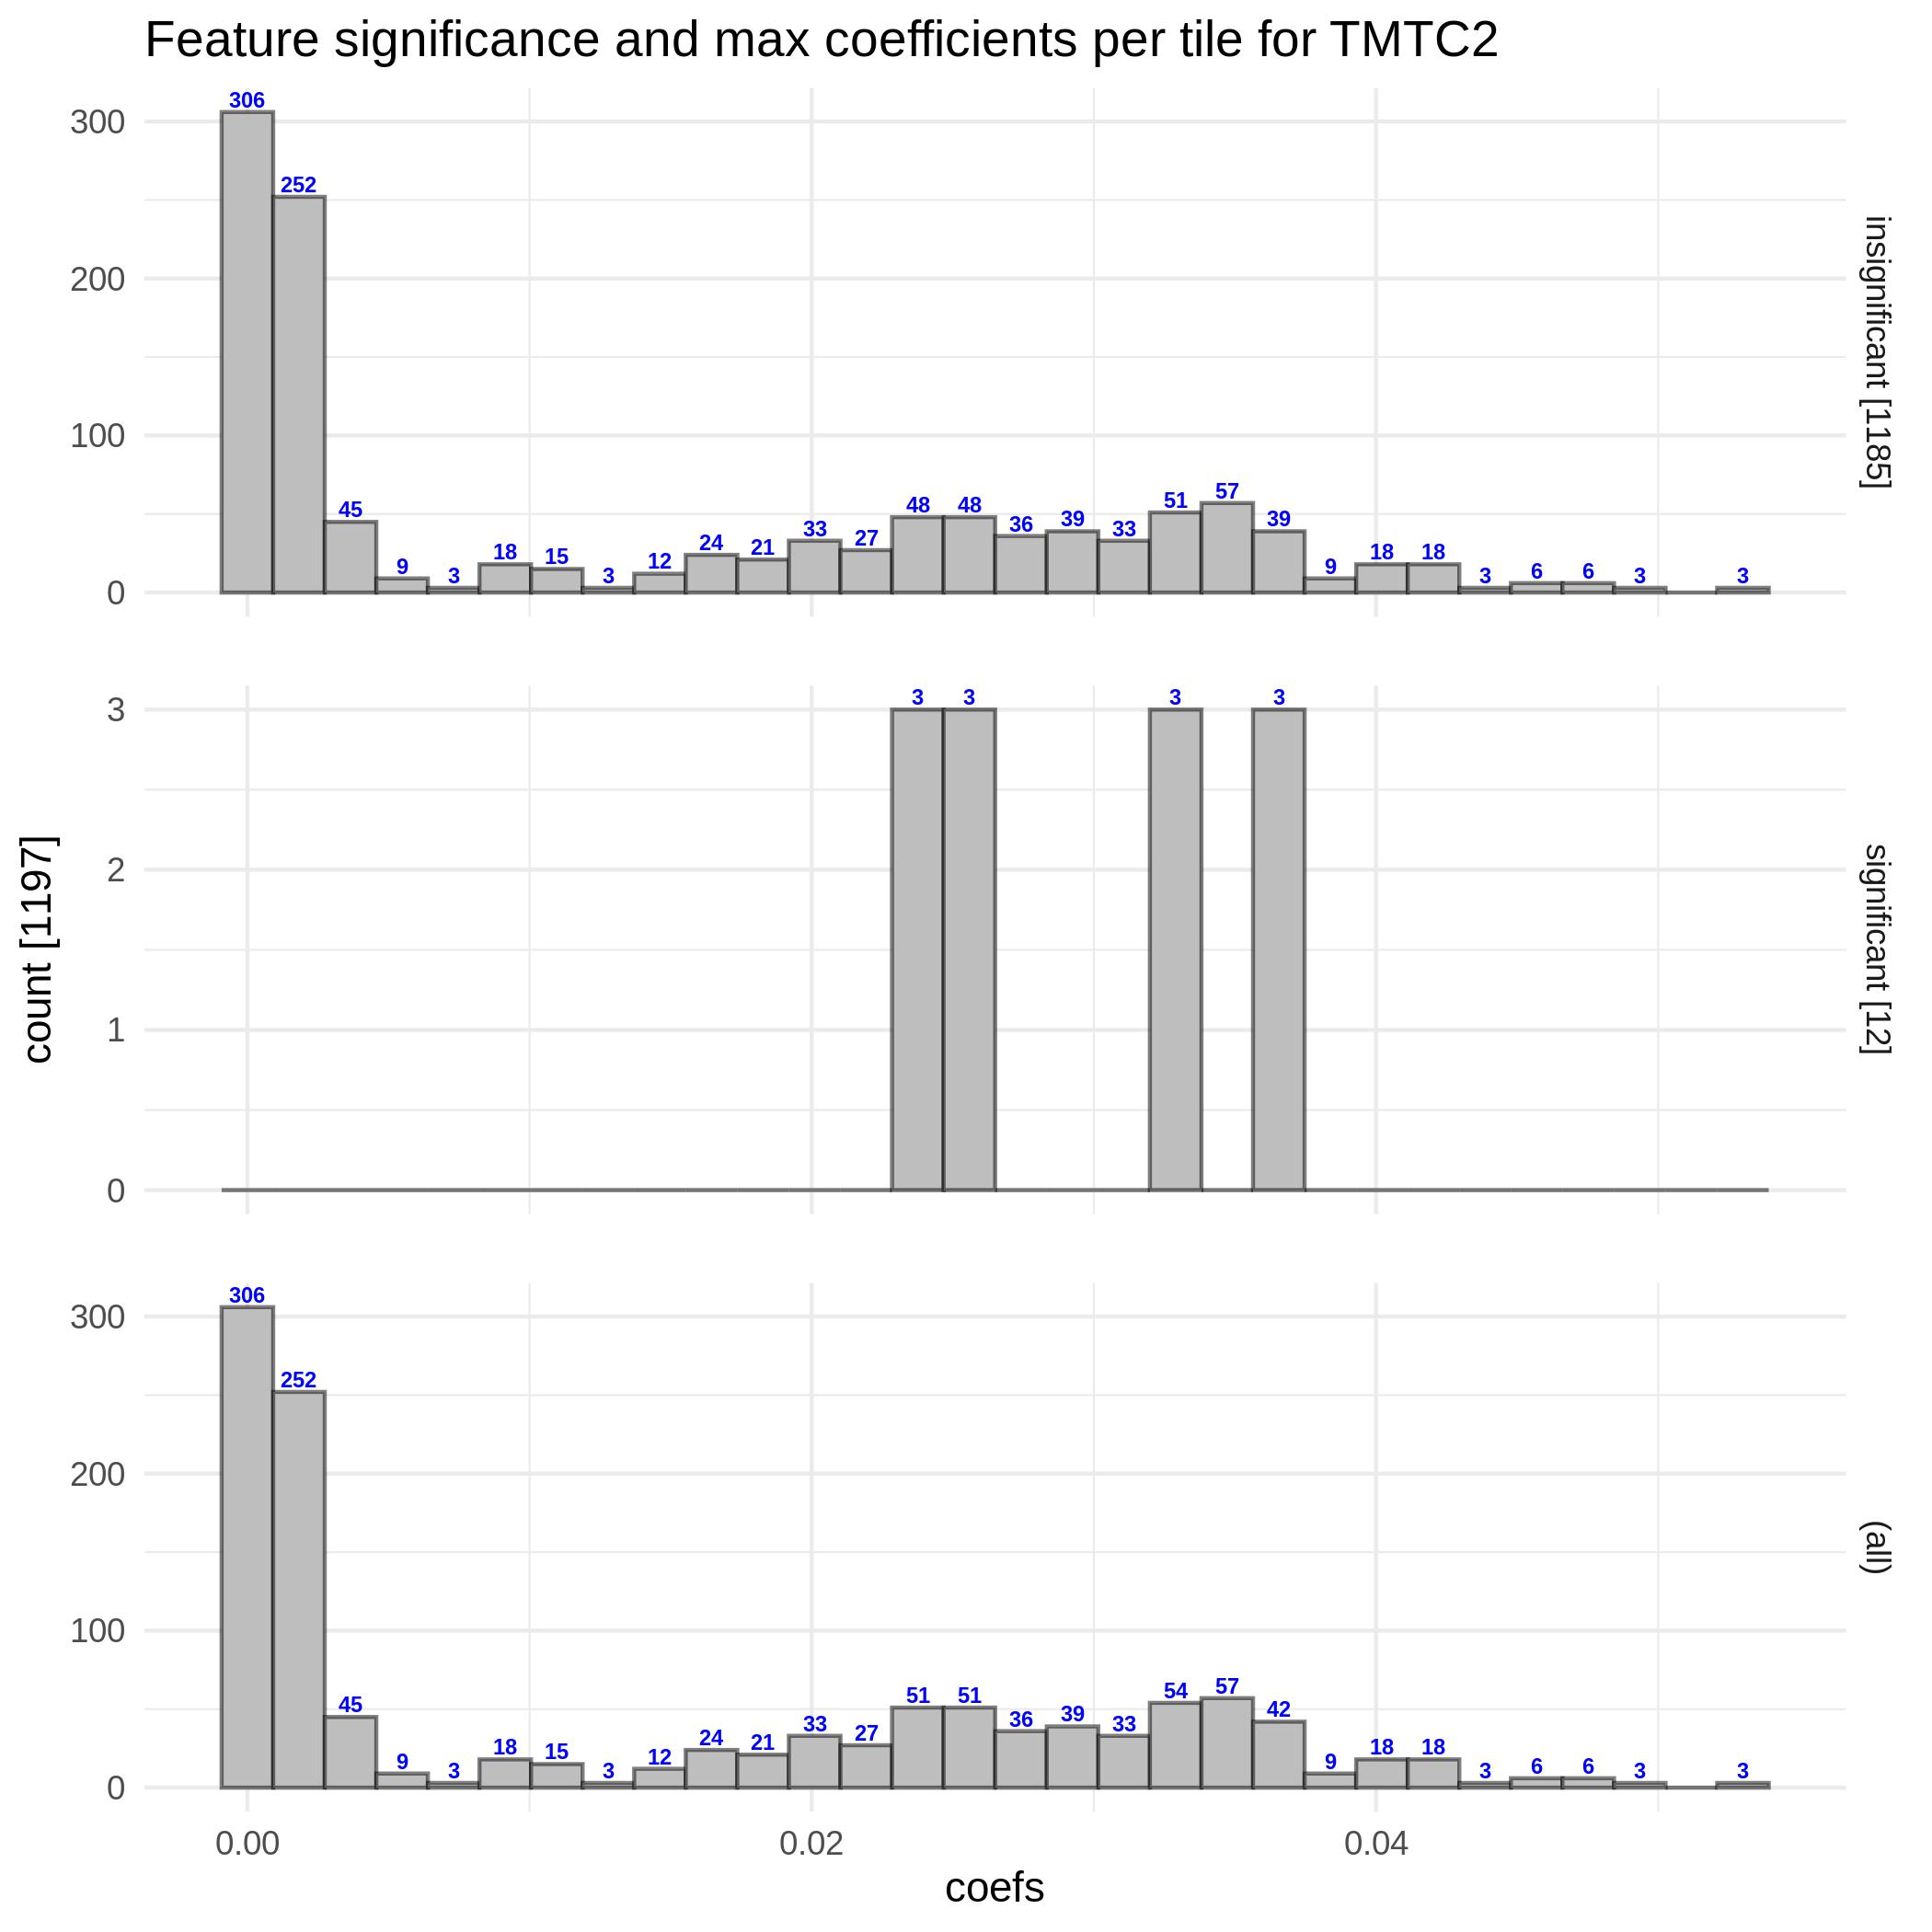 Feature significance and max coefficients per tile for TMTC2
306
300
252
200
insignificant [1185]
100
45 9 3 18 15 3 12 24 21 33 27 48 48 36 39 33 51 57 39 9 18 18 3 6 6 3 3
0
3 3 3 3
3
2
count [1197]
significant [12]
1
0
306
300
252
200
(all)
100
45 9 3 18 15 3 12 24 21 33 27 51 51 36 39 33 54 57 42 9 18 18 3 6 6 3 3
0
0.00 0.02 0.04
coefs